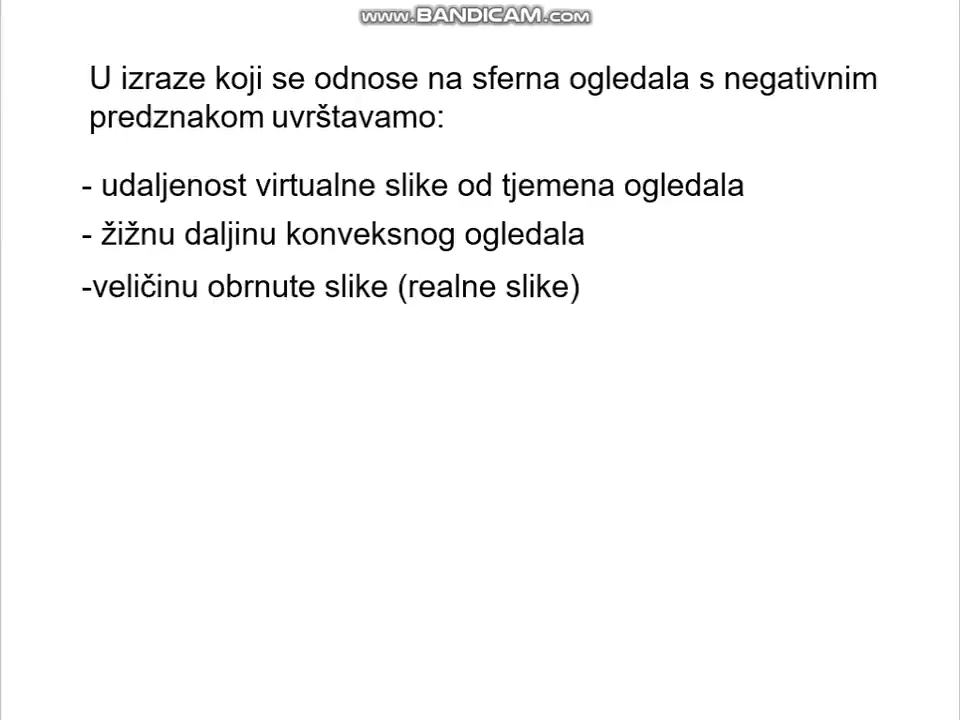 www.BANDICAM.com
U izraze koji se odnose na sferna ogledala s negativnim
predznakom uvrštavamo:
- udaljenost virtualne slike od tjemena ogledala
- žižnu daljinu konveksnog ogledala
-veličinu obrnute slike (realne slike)